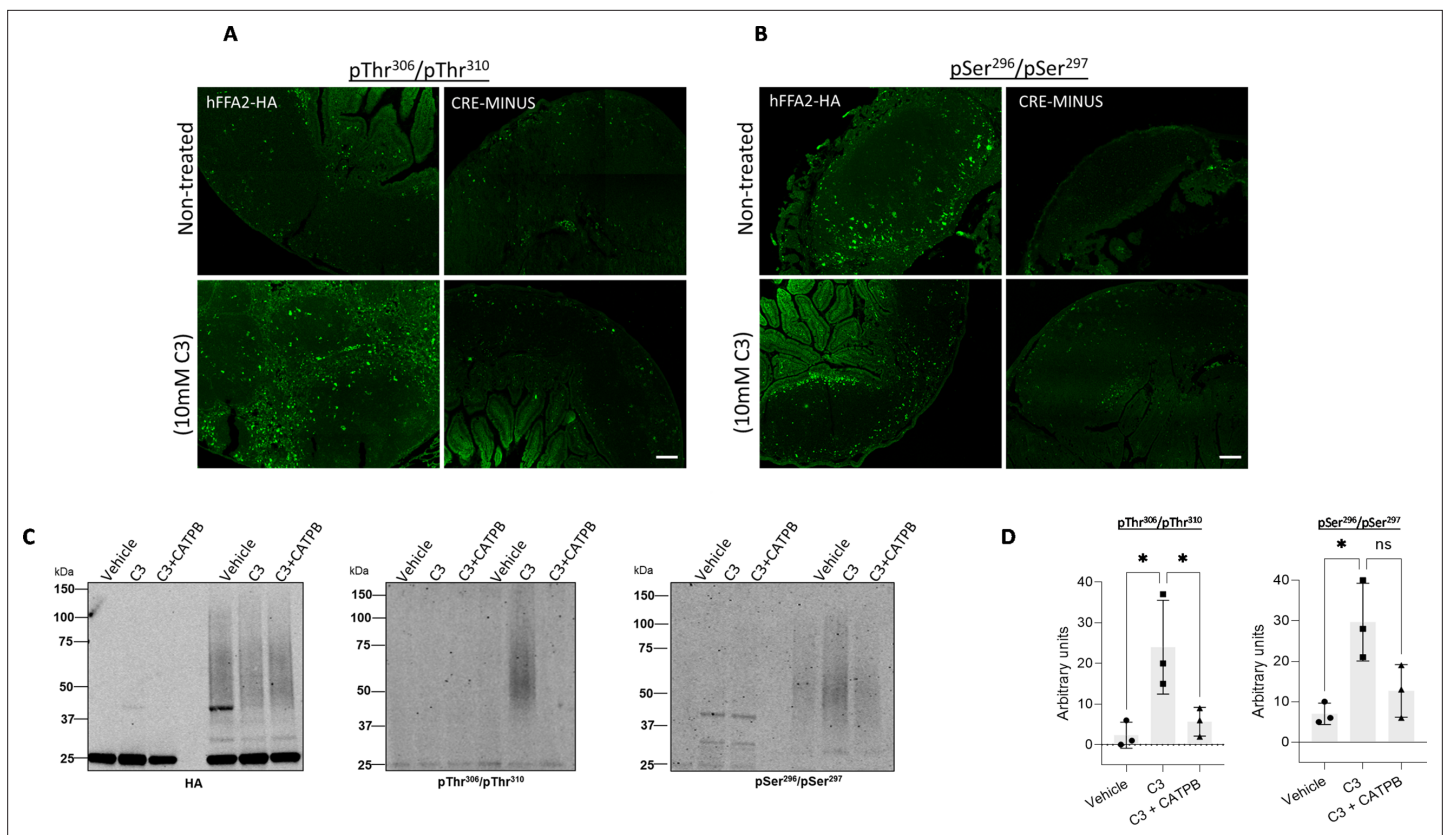 A
B
pThr306/pThr310
pSer296/pSer297
hFFA2-HA
CRE-MINUS
hFFA2-HA
CRE-MINUS
Non-treated
Non-treated
(10mM C3)
(10mM C3)
C
Vehicle
C3
C3+CATPB
Vehicle
C3
C3+CATPB
kDa
150
100
75
50
37
25
HA
Vehicle
C3
C3+CATPB
Vehicle
C3
C3+CATPB
kDa
150
100
75
50
37
25
pThr306/pThr310
Vehicle
C3
C3+CATPB
Vehicle
C3
C3+CATPB
kDa
150
100
75
50
37
25
pSer296/pSer297
D
pThr306/pThr310
* *
Arbitrary units
40
30
20
10
0
Vehicle
C3
C3 + CATPB
pSer296/pSer297
* ns
Arbitrary units
40
30
20
10
0
Vehicle
C3
C3 + CATPB